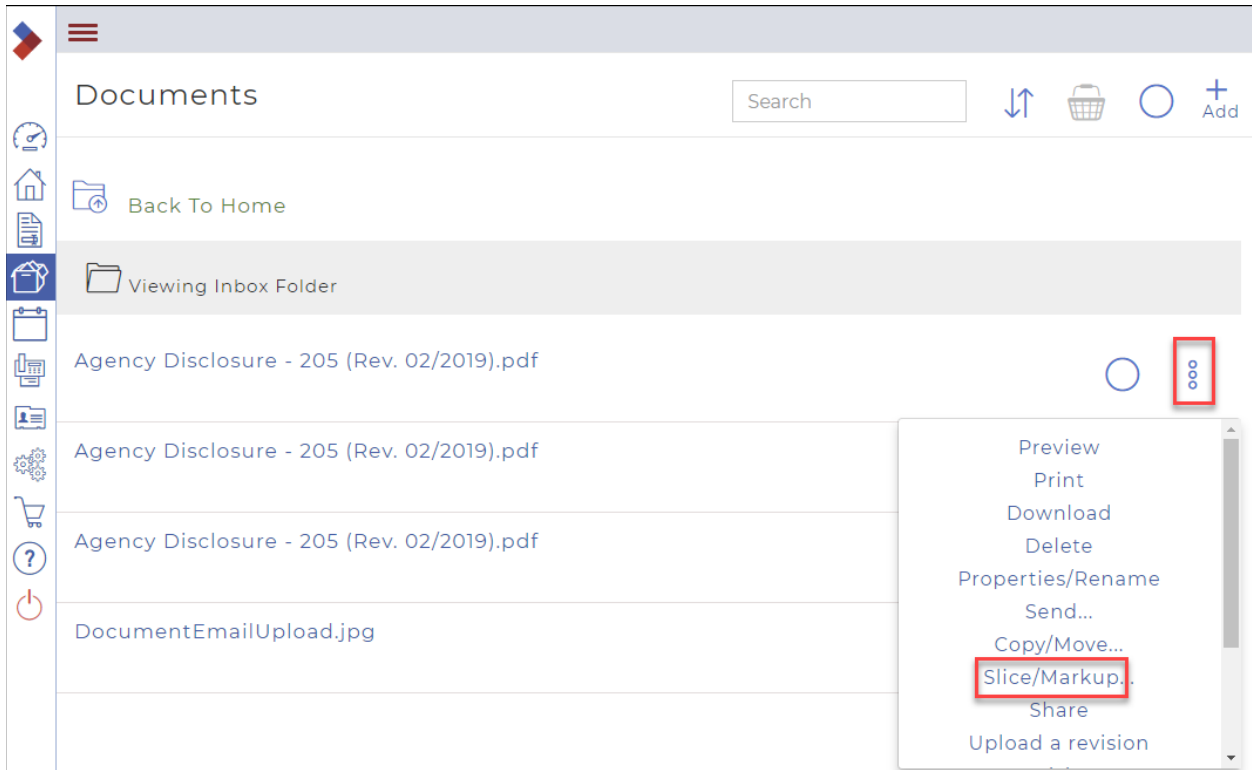 Documents
Search
Add
Back To Home
Viewing Inbox Folder
Agency Disclosure - 205 (Rev. 02/2019).pdf
Agency Disclosure - 205 (Rev. 02/2019).pdf
Agency Disclosure - 205 (Rev. 02/2019).pdf
DocumentEmailUpload.jpg
Preview
Print
Download
Delete
Properties/Rename
Send...
Copy/Move...
Slice/Markup...
Share
Upload a revision